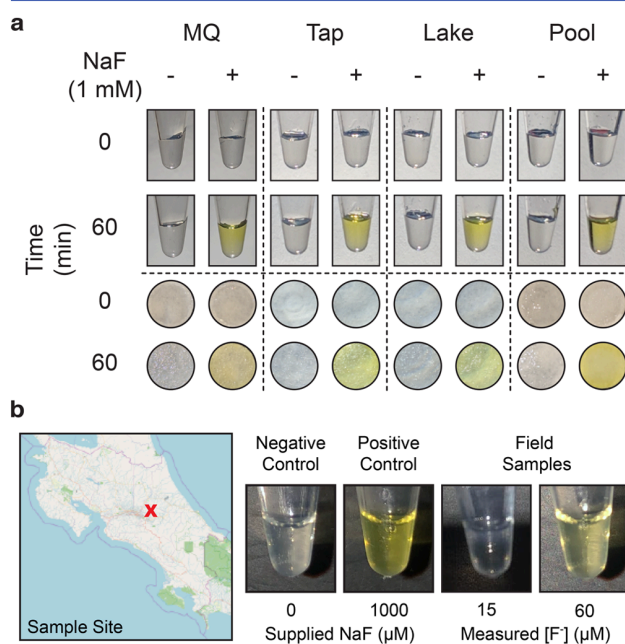 a
MQ Tap Lake Pool
NaF
(1 mM)
- + - + - + - +
0
60
0
60
Time
(min)
b
Negative
Control
Positive
Control
Field
Samples
X
Sample Site
0 1000 15 60
Supplied NaF (µM) Measured [F⁻] (µM)